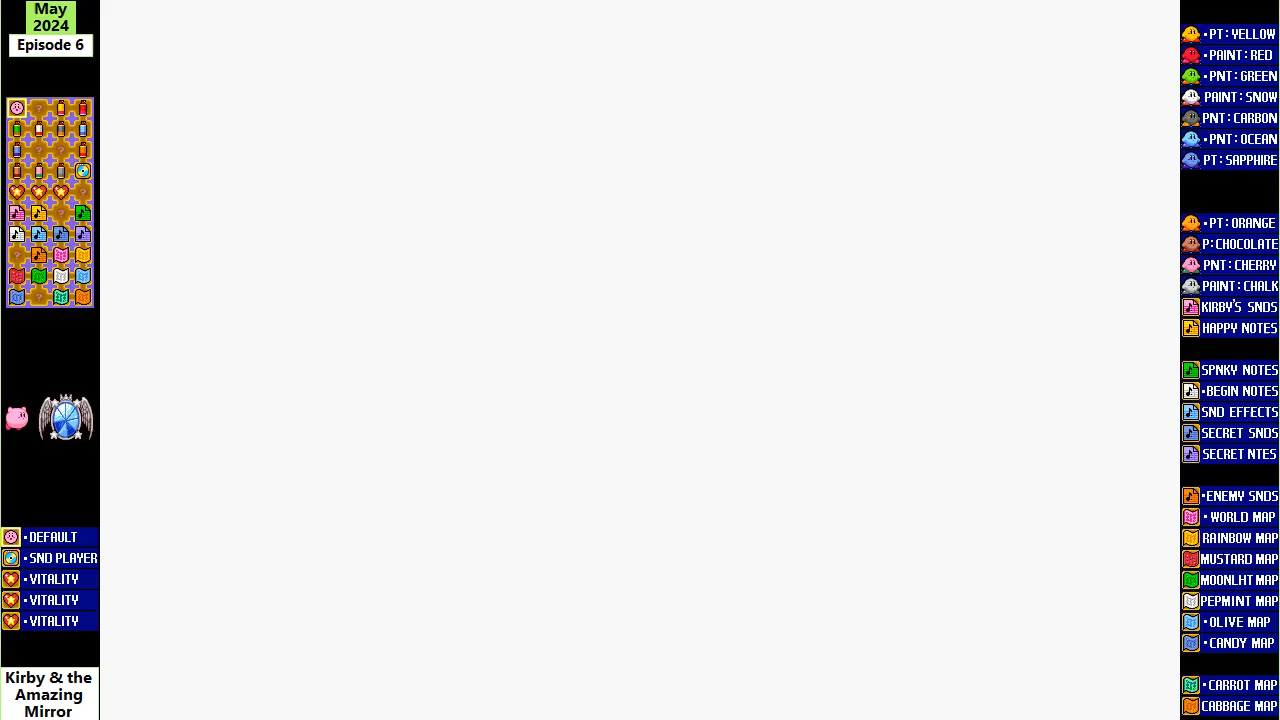 May
2024
Episode 6
·DEFAULT
·SND PLAYER
·VITALITY
·VITALITY
·VITALITY
Kirby & the
Amazing
Mirror
·PT:YELLOW
·PAINT:RED
·PNT:GREEN
PAINT:SNOW
PNT:CARBON
·PNT:OCEAN
PT:SAPPHIRE
·PT:ORANGE
P:CHOCOLATE
PNT:CHERRY
PAINT:CHALK
KIRBY'S SNDS
HAPPY NOTES
SPNKY NOTES
·BEGIN NOTES
SND EFFECTS
SECRET SNDS
SECRET NTES
·ENEMY SNDS
·WORLD MAP
RAINBOW MAP
MUSTARD MAP
MOONLHT MAP
PEPMINT MAP
·OLIVE MAP
·CANDY MAP
·CARROT MAP
CABBAGE MAP